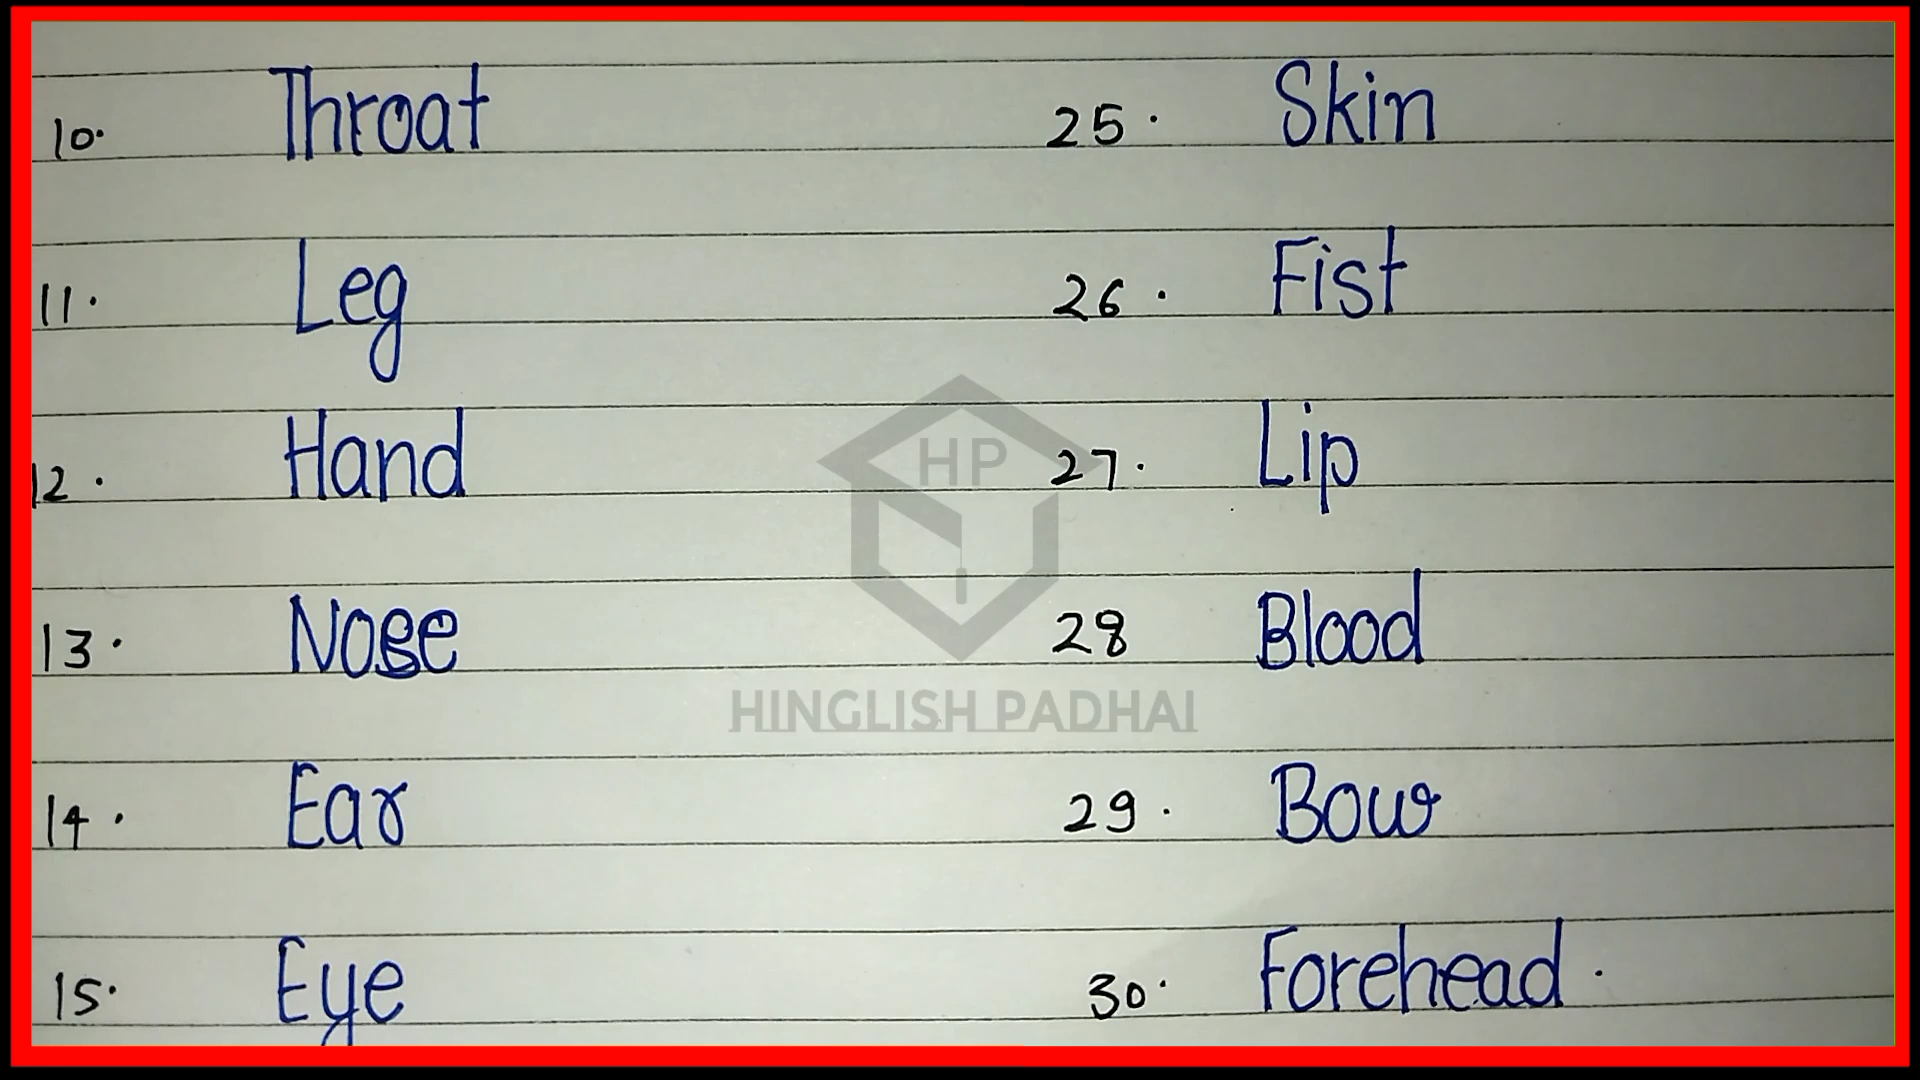 10. Throat 25. Skin
11. Leg 26. Fist
12. Hand 27. Lip
13. Nose 28 Blood
14. Ear 29. Bow
15. Eye 30. Forehead.
HP
HINGLISH PADHAI